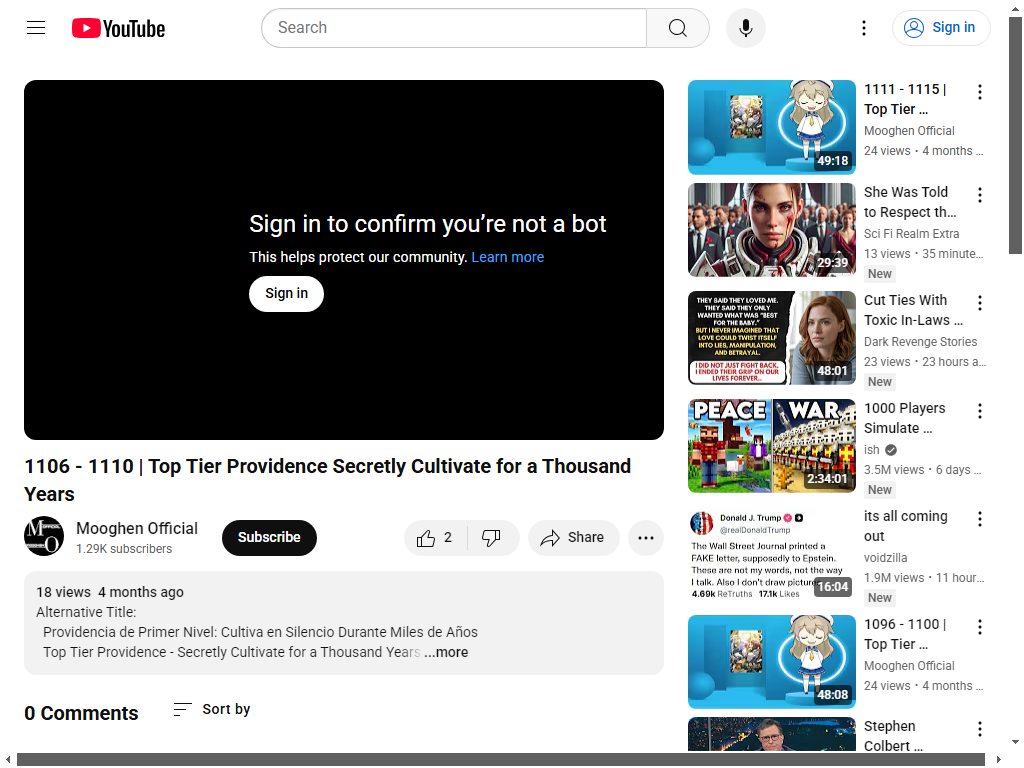 YouTube
Search
Sign in
Sign in to confirm you’re not a bot
This helps protect our community. Learn more
Sign in
1106 - 1110 | Top Tier Providence Secretly Cultivate for a Thousand
Years
Mooghen Official
1.29K subscribers
Subscribe
2
Share
18 views 4 months ago
Alternative Title:
Providencia de Primer Nivel: Cultiva en Silencio Durante Miles de Años
Top Tier Providence - Secretly Cultivate for a Thousand Years ...more
0 Comments
Sort by
49:18
1111 - 1115 |
Top Tier ...
Mooghen Official
24 views • 4 months ...
29:39
She Was Told
to Respect th...
Sci Fi Realm Extra
13 views • 35 minute...
New
THEY SAID THEY LOVED ME.
THEY SAID THEY ONLY
WANTED WHAT WAS "BEST
FOR THE BABY."
BUT I NEVER IMAGINED THAT
LOVE COULD TWIST ITSELF
INTO LIES, MANIPULATION,
AND BETRAYAL.
I DID NOT JUST FIGHT BACK.
I ENDED THEIR GRIP ON OUR
LIVES FOREVER...
48:01
Cut Ties With
Toxic In-Laws ...
Dark Revenge Stories
23 views • 23 hours a...
New
PEACE WAR
2:34:01
1000 Players
Simulate ...
ish
3.5M views • 6 days ...
New
Donald J. Trump
@realDonaldTrump
The Wall Street Journal printed a
FAKE letter, supposedly to Epstein.
These are not my words, not the way
I talk. Also I don't draw picture
4.69k ReTruths 17.1k Likes
16:04
its all coming
out
voidzilla
1.9M views • 11 hour...
New
48:08
1096 - 1100 |
Top Tier ...
Mooghen Official
24 views • 4 months ...
Stephen
Colbert ...